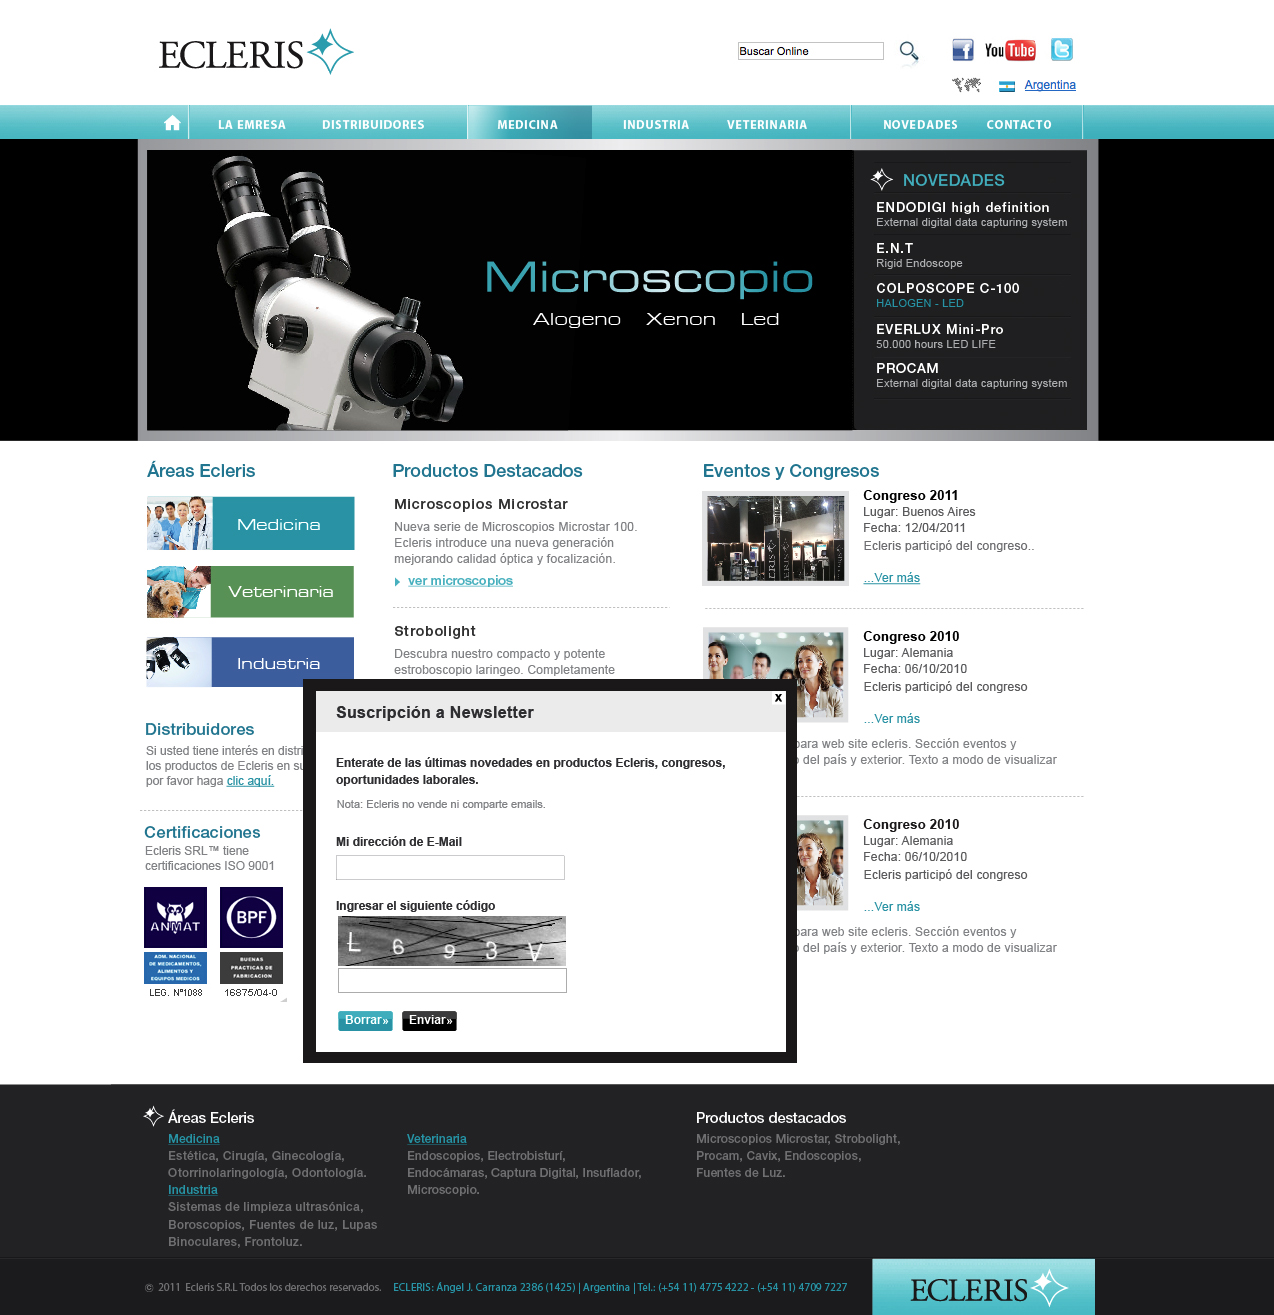 ECLERIS
Buscar Online
f
YouTube
t
Argentina
LA EMRESA
DISTRIBUIDORES
MEDICINA
INDUSTRIA
VETERINARIA
NOVEDADES
CONTACTO
Microscopio
Alogeno Xenon Led
NOVEDADES
ENDODIGI high definition
External digital data capturing system
E.N.T
Rigid Endoscope
COLPOSCOPE C-100
HALOGEN - LED
EVERLUX Mini-Pro
50.000 hours LED LIFE
PROCAM
External digital data capturing system
Áreas Ecleris
Medicina
Veterinaria
Industria
Distribuidores
Si usted tiene interés en distri
los productos de Ecleris en su
por favor haga clic aquí.
Certificaciones
Ecleris SRL™ tiene
certificaciones ISO 9001
ANMAT
ADM. NACIONAL
DE MEDICAMENTOS,
ALIMENTOS Y
EQUIPOS MEDICOS
LEG. Nº1088
BPF
BUENAS
PRACTICAS DE
FABRICACION
16875/04-0
Productos Destacados
Microscopios Microstar
Nueva serie de Microscopios Microstar 100.
Ecleris introduce una nueva generación
mejorando calidad óptica y focalización.
ver microscopios
Strobolight
Descubra nuestro compacto y potente
estroboscopio laringeo. Completamente
Eventos y Congresos
ECLERIS
ECLERIS
Congreso 2011
Lugar: Buenos Aires
Fecha: 12/04/2011
Ecleris participó del congreso..
...Ver más
Congreso 2010
Lugar: Alemania
Fecha: 06/10/2010
Ecleris participó del congreso
...Ver más
para web site ecleris. Sección eventos y
o del país y exterior. Texto a modo de visualizar
Congreso 2010
Lugar: Alemania
Fecha: 06/10/2010
Ecleris participó del congreso
...Ver más
para web site ecleris. Sección eventos y
o del país y exterior. Texto a modo de visualizar
X
Suscripción a Newsletter
Enterate de las últimas novedades en productos Ecleris, congresos,
oportunidades laborales.
Nota: Ecleris no vende ni comparte emails.
Mi dirección de E-Mail
Ingresar el siguiente código
L 6 9 3 V
Borrar»
Enviar»
Áreas Ecleris
Medicina
Estética, Cirugía, Ginecología,
Otorrinolaringología, Odontología.
Industria
Sistemas de limpieza ultrasónica,
Boroscopios, Fuentes de luz, Lupas
Binoculares, Frontoluz.
Veterinaria
Endoscopios, Electrobisturí,
Endocámaras, Captura Digital, Insuflador,
Microscopio.
Productos destacados
Microscopios Microstar, Strobolight,
Procam, Cavix, Endoscopios,
Fuentes de Luz.
© 2011 Ecleris S.R.L Todos los derechos reservados.
ECLERIS: Ángel J. Carranza 2386 (1425) | Argentina | Tel.: (+54 11) 4775 4222 - (+54 11) 4709 7227
ECLERIS